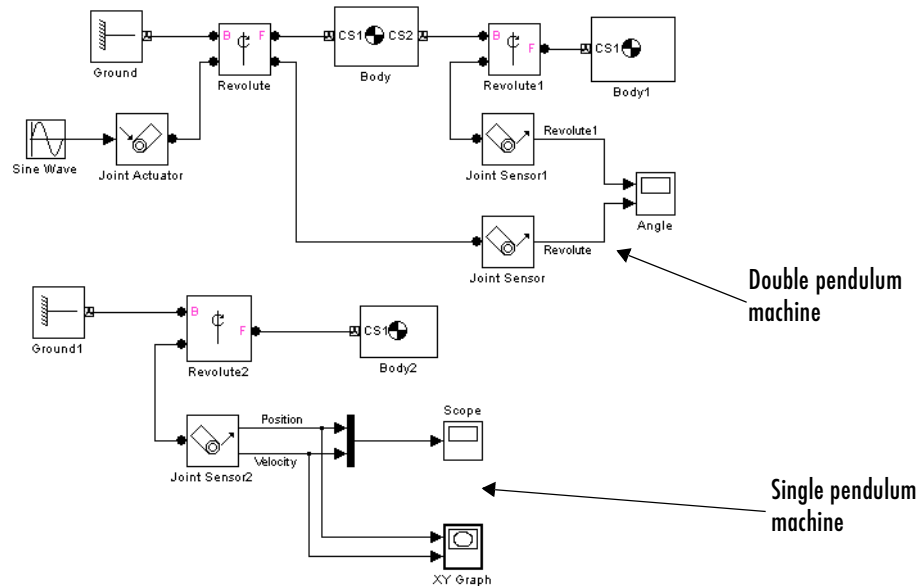 B F
CS1 CS2
B F
CS1
Ground
Revolute
Body
Revolute1
Body1
Sine Wave
Joint Actuator
Revolute1
Joint Sensor1
Angle
Revolute
Joint Sensor
Double pendulum
machine
B F
CS1
Ground1
Revolute2
Body2
Position
Velocity
Joint Sensor2
Scope
Single pendulum
machine
XY Graph